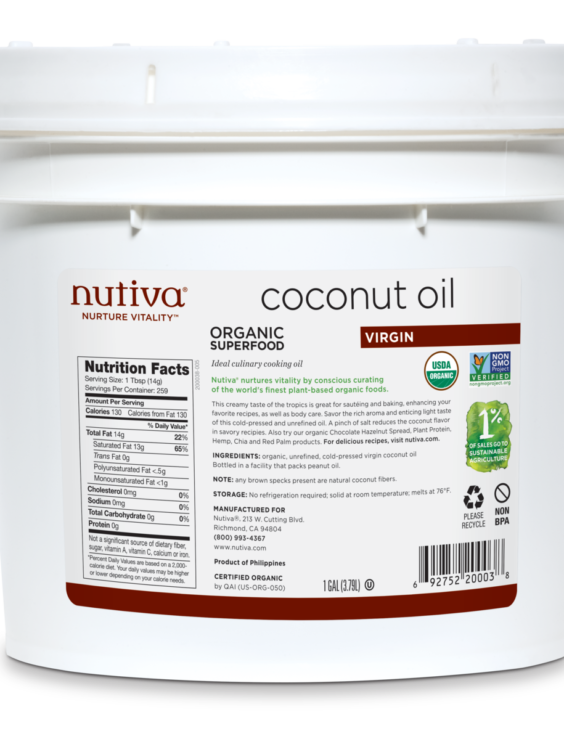 nutiva®
NURTURE VITALITY™
coconut oil
VIRGIN
ORGANIC
SUPERFOOD
Ideal culinary cooking oil
Nutiva® nurtures vitality by conscious curating
of the world's finest plant-based organic foods.
USDA
ORGANIC
NON
GMO
Project
VERIFIED
nongmoproject.org
This creamy taste of the tropics is great for sautéing and baking, enhancing your
favorite recipes, as well as body care. Savor the rich aroma and enticing light taste
of this cold-pressed and unrefined oil. A pinch of salt reduces the coconut flavor
in savory recipies. Also try our organic Chocolate Hazelnut Spread, Plant Protein,
Hemp, Chia and Red Palm products. For delicious recipes, visit nutiva.com.
INGREDIENTS: organic, unrefined, cold-pressed virgin coconut oil
Bottled in a facility that packs peanut oil.
NOTE: any brown specks present are natural coconut fibers.
STORAGE: No refrigeration required; solid at room temperature; melts at 76°F.
MANUFACTURED FOR
Nutiva®. 213 W. Cutting Blvd.
Richmond, CA 94804
(800) 993-4367
www.nutiva.com
Product of Philippines
CERTIFIED ORGANIC
by QAI (US-ORG-050)
1 GAL (3.79L) U
1%
OF SALES GO TO
SUSTAINABLE
AGRICULTURE
PLEASE
RECYCLE
NON
BPA
6 92752 20003 8
Nutrition Facts
Serving Size: 1 Tbsp (14g)
Servings Per Container: 259
Amount Per Serving
Calories 130 Calories from Fat 130
% Daily Value*
Total Fat 14g 22%
Saturated Fat 13g 65%
Trans Fat 0g
Polyunsaturated Fat <.5g
Monounsaturated Fat <1g
Cholesterol 0mg 0%
Sodium 0mg 0%
Total Carbohydrate 0g 0%
Protein 0g
Not a significant source of dietary fiber,
sugar, vitamin A, vitamin C, calcium or iron.
*Percent Daily Values are based on a 2,000-
calorie diet. Your daily values may be higher
or lower depending on your calorie needs.